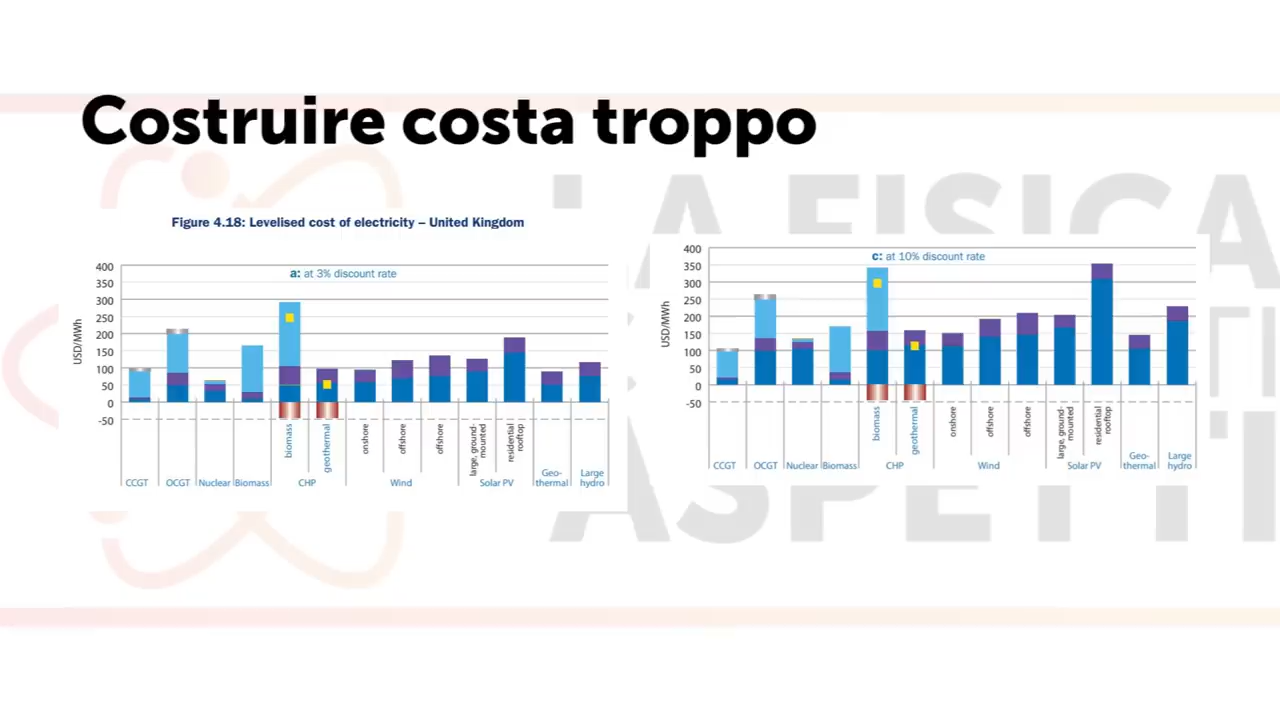 Costruire costa troppo
LA FISICA
ASPETTI
Figure 4.18: Levelised cost of electricity – United Kingdom
a: at 3% discount rate
USD/MWh
400
350
300
250
200
150
100
50
0
-50
biomass
geothermal
onshore
offshore
offshore
large, ground-
mounted
residential
rooftop
CCGT
OCGT
Nuclear
Biomass
CHP
Wind
Solar PV
Geo-
thermal
Large
hydro
c: at 10% discount rate
USD/MWh
400
350
300
250
200
150
100
50
0
-50
biomass
geothermal
onshore
offshore
offshore
large, ground-
mounted
residential
rooftop
CCGT
OCGT
Nuclear
Biomass
CHP
Wind
Solar PV
Geo-
thermal
Large
hydro